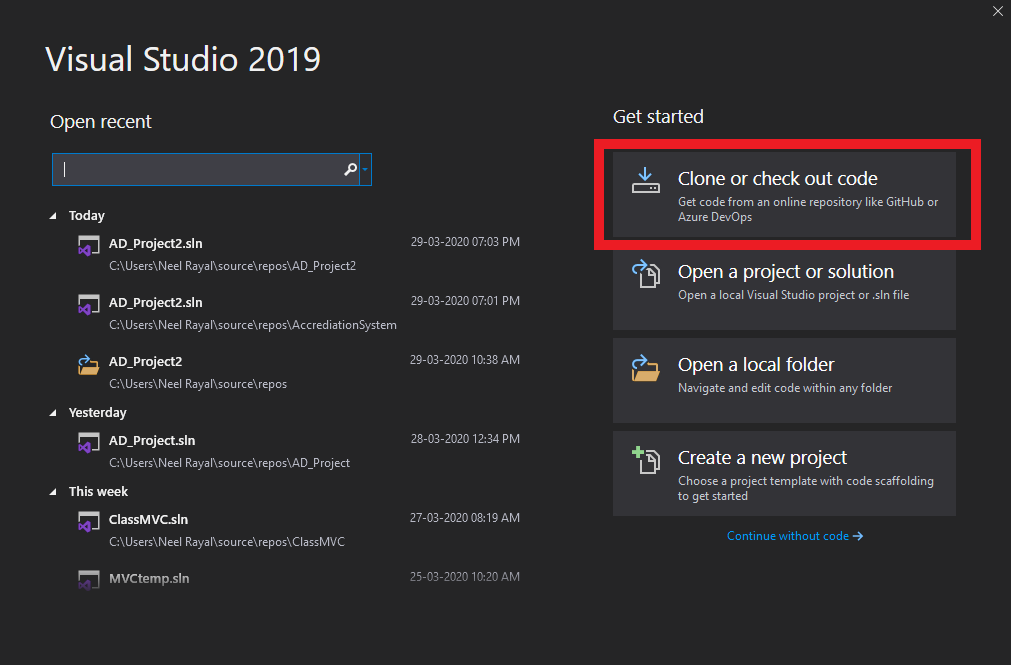 Visual Studio 2019
Open recent
Today
AD_Project2.sln 29-03-2020 07:03 PM
C:\Users\Neel Rayal\source\repos\AD_Project2
AD_Project2.sln 29-03-2020 07:01 PM
C:\Users\Neel Rayal\source\repos\AccrediationSystem
AD_Project2 29-03-2020 10:38 AM
C:\Users\Neel Rayal\source\repos
Yesterday
AD_Project.sln 28-03-2020 12:34 PM
C:\Users\Neel Rayal\source\repos\AD_Project
This week
ClassMVC.sln 27-03-2020 08:19 AM
C:\Users\Neel Rayal\source\repos\ClassMVC
MVCtemp.sln 25-03-2020 10:20 AM
Get started
Clone or check out code
Get code from an online repository like GitHub or
Azure DevOps
Open a project or solution
Open a local Visual Studio project or .sln file
Open a local folder
Navigate and edit code within any folder
Create a new project
Choose a project template with code scaffolding
to get started
Continue without code →